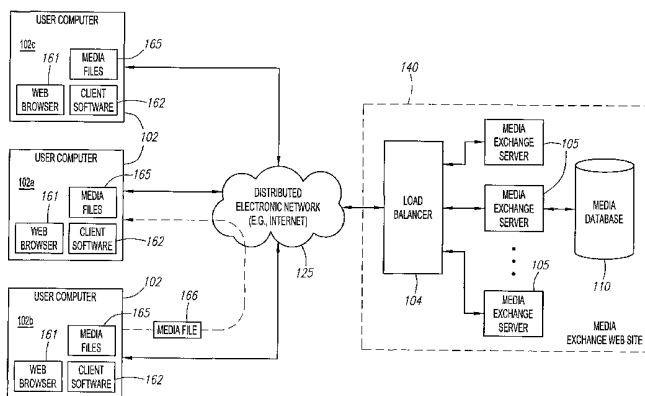 USER COMPUTER
102c
161
MEDIA
FILES
165
WEB
BROWSER
CLIENT
SOFTWARE
162
102
USER COMPUTER
102a
161
MEDIA
FILES
165
WEB
BROWSER
CLIENT
SOFTWARE
162
102
USER COMPUTER
102b
161
MEDIA
FILES
165
WEB
BROWSER
CLIENT
SOFTWARE
162
166
MEDIA FILE
DISTRIBUTED
ELECTRONIC NETWORK
(E.G., INTERNET)
125
140
LOAD
BALANCER
104
MEDIA
EXCHANGE SERVER
105
MEDIA
EXCHANGE SERVER
105
MEDIA
EXCHANGE SERVER
MEDIA
DATABASE
110
MEDIA
EXCHANGE WEB SITE